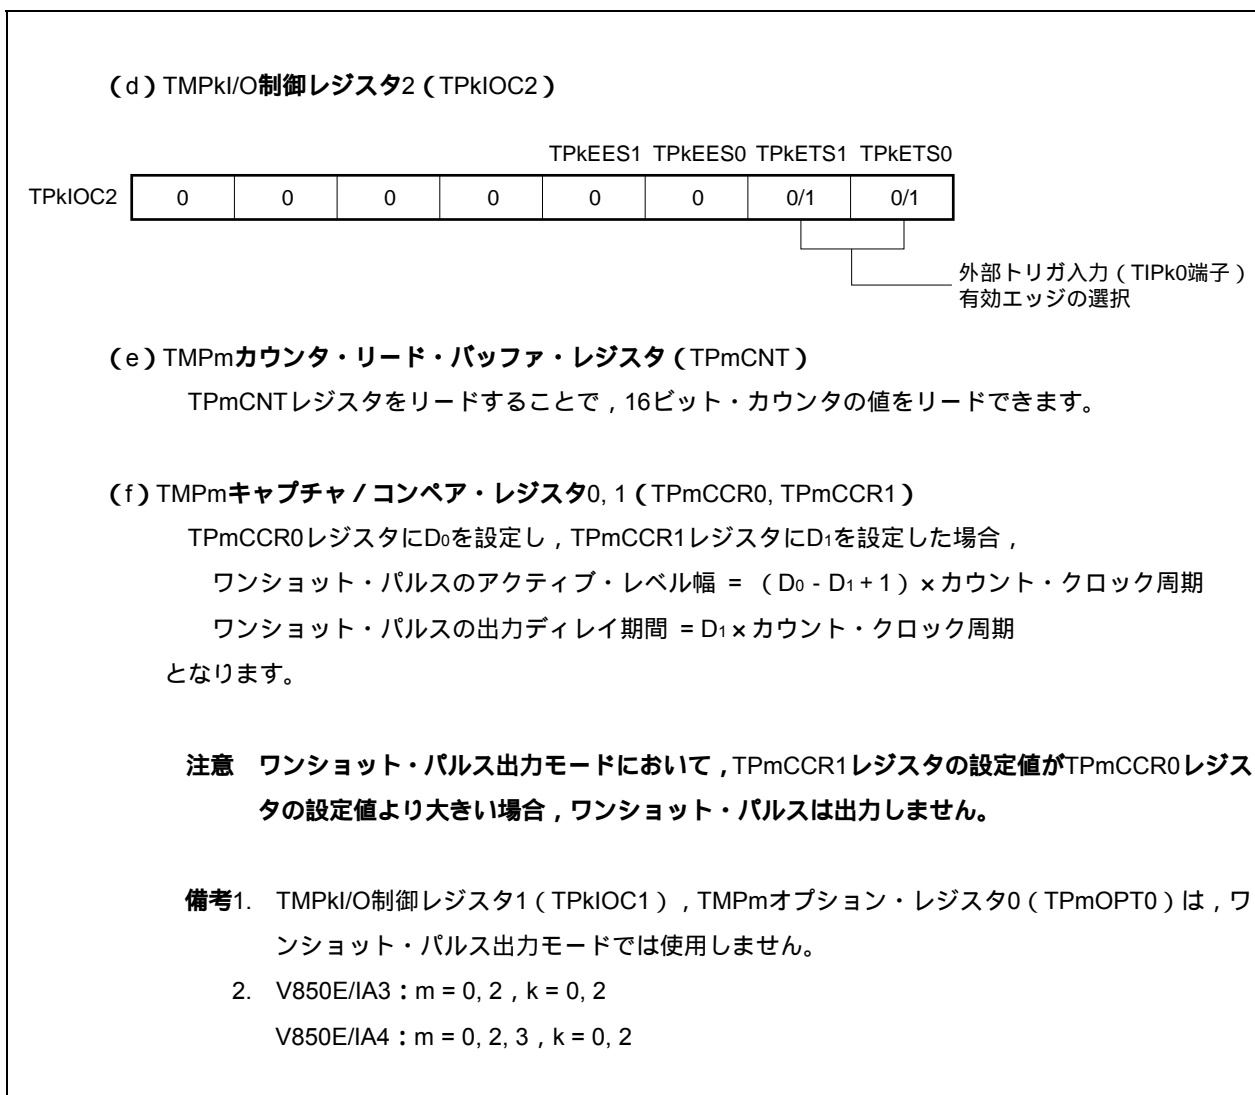 （d）TMPkI/O制御レジスタ2（TPkIOC2）
TPkEES1 TPkEES0 TPkETS1 TPkETS0
TPkIOC2 0 0 0 0 0 0 0/1 0/1
外部トリガ入力（TIPk0端子）
有効エッジの選択
（e）TMPmカウンタ・リード・バッファ・レジスタ（TPmCNT）
TPmCNTレジスタをリードすることで，16ビット・カウンタの値をリードできます。
（f）TMPmキャプチャ／コンペア・レジスタ0, 1（TPmCCR0, TPmCCR1）
TPmCCR0レジスタにD0を設定し，TPmCCR1レジスタにD1を設定した場合，
ワンショット・パルスのアクティブ・レベル幅 = （D0 - D1 + 1）×カウント・クロック周期
ワンショット・パルスの出力ディレイ期間 = D1×カウント・クロック周期
となります。
注意　ワンショット・パルス出力モードにおいて，TPmCCR1レジスタの設定値がTPmCCR0レジス
タの設定値より大きい場合，ワンショット・パルスは出力しません。
備考1.　TMPkI/O制御レジスタ1（TPkIOC1），TMPmオプション・レジスタ0（TPmOPT0）は，ワ
ンショット・パルス出力モードでは使用しません。
2.　V850E/IA3：m = 0, 2，k = 0, 2
V850E/IA4：m = 0, 2, 3，k = 0, 2